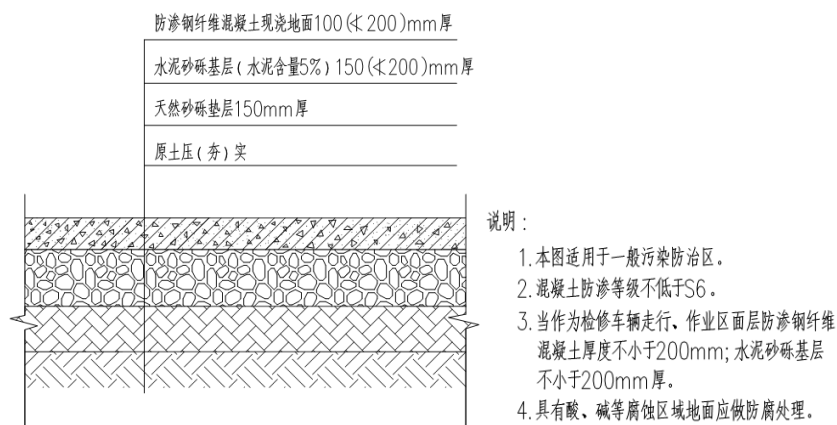 防渗钢纤维混凝土现浇地面100(≮200)mm厚
水泥砂砾基层(水泥含量5%)150(≮200)mm厚
天然砂砾垫层150mm厚
原土压(夯)实
说明：
1.本图适用于一般污染防治区。
2.混凝土防渗等级不低于S6。
3.当作为检修车辆走行、作业区面层防渗钢纤维
混凝土厚度不小于200mm;水泥砂砾基层
不小于200mm厚。
4.具有酸、碱等腐蚀区域地面应做防腐处理。